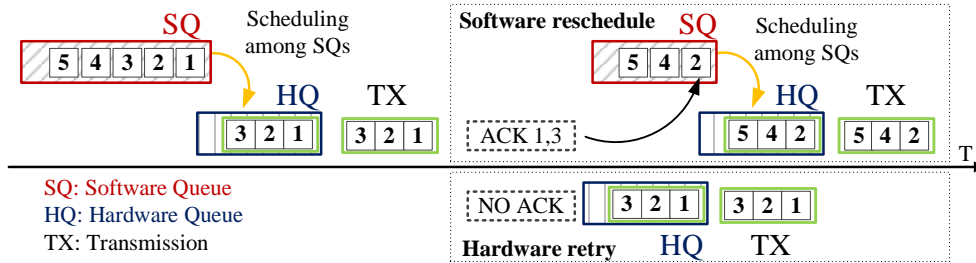 SQ
Scheduling
among SQs
5 4 3 2 1
HQ
TX
3 2 1
3 2 1
Software reschedule
SQ
Scheduling
among SQs
5 4 2
HQ
TX
ACK 1,3
5 4 2
5 4 2
T
SQ: Software Queue
HQ: Hardware Queue
TX: Transmission
NO ACK
3 2 1
3 2 1
Hardware retry
HQ
TX